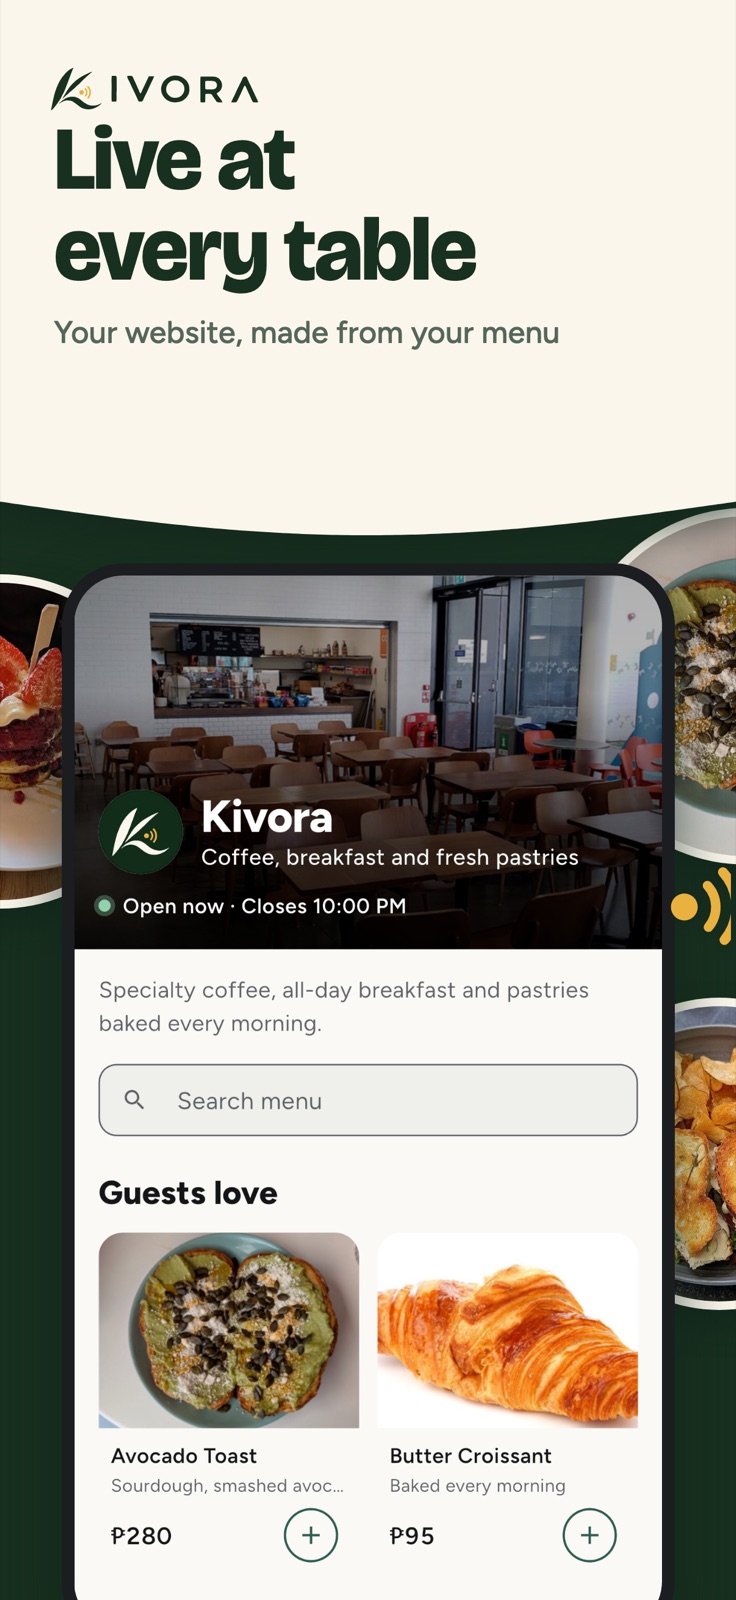 KIVORA
Live at
every table
Your website, made from your menu
Kivora
Coffee, breakfast and fresh pastries
Open now · Closes 10:00 PM
Specialty coffee, all-day breakfast and pastries
baked every morning.
Search menu
Guests love
Avocado Toast
Sourdough, smashed avoc...
₱280
Butter Croissant
Baked every morning
₱95